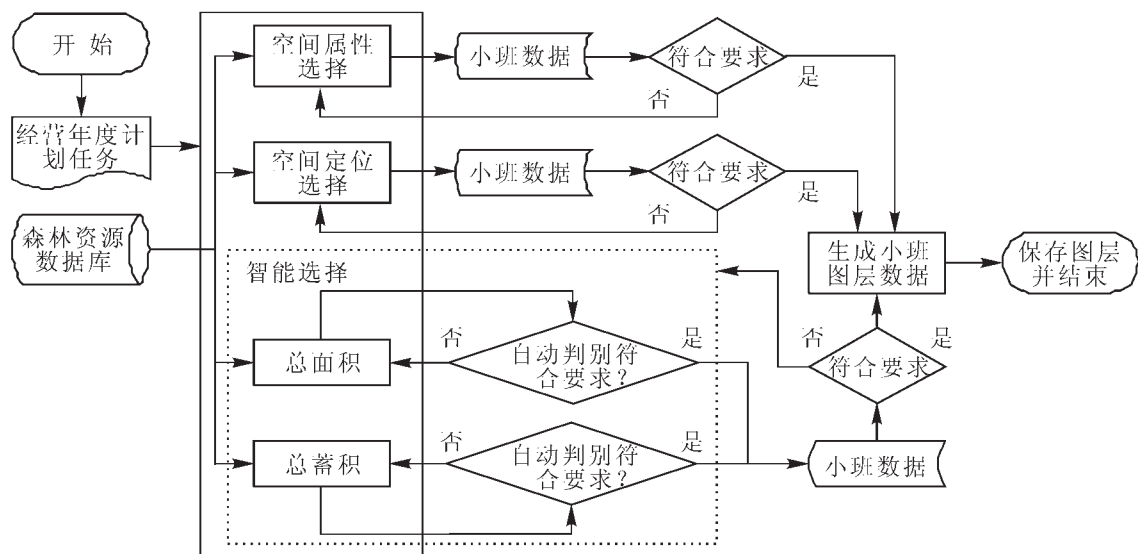 开 始
经营年度计
划任务
森林资源
数据库
空间属性
选择
小班数据
符合要求
是
否
空间定位
选择
小班数据
符合要求
是
否
智能选择
总面积
否
自动判别符
合要求？
是
总蓄积
否
自动判别符
合要求？
是
小班数据
符合要求
否
是
生成小班
图层数据
保存图层
并结束